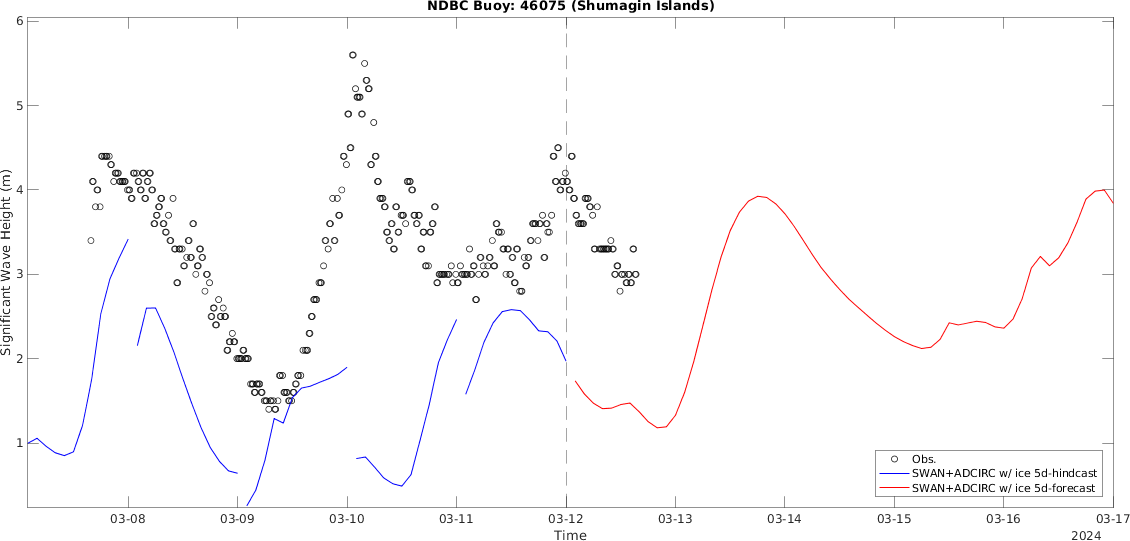 NDBC Buoy: 46075 (Shumagin Islands)
6
5
4
3
2
1
Significant Wave Height (m)
Obs.
SWAN+ADCIRC w/ ice 5d-hindcast
SWAN+ADCIRC w/ ice 5d-forecast
03-08 03-09 03-10 03-11 03-12 03-13 03-14 03-15 03-16 03-17
Time
2024